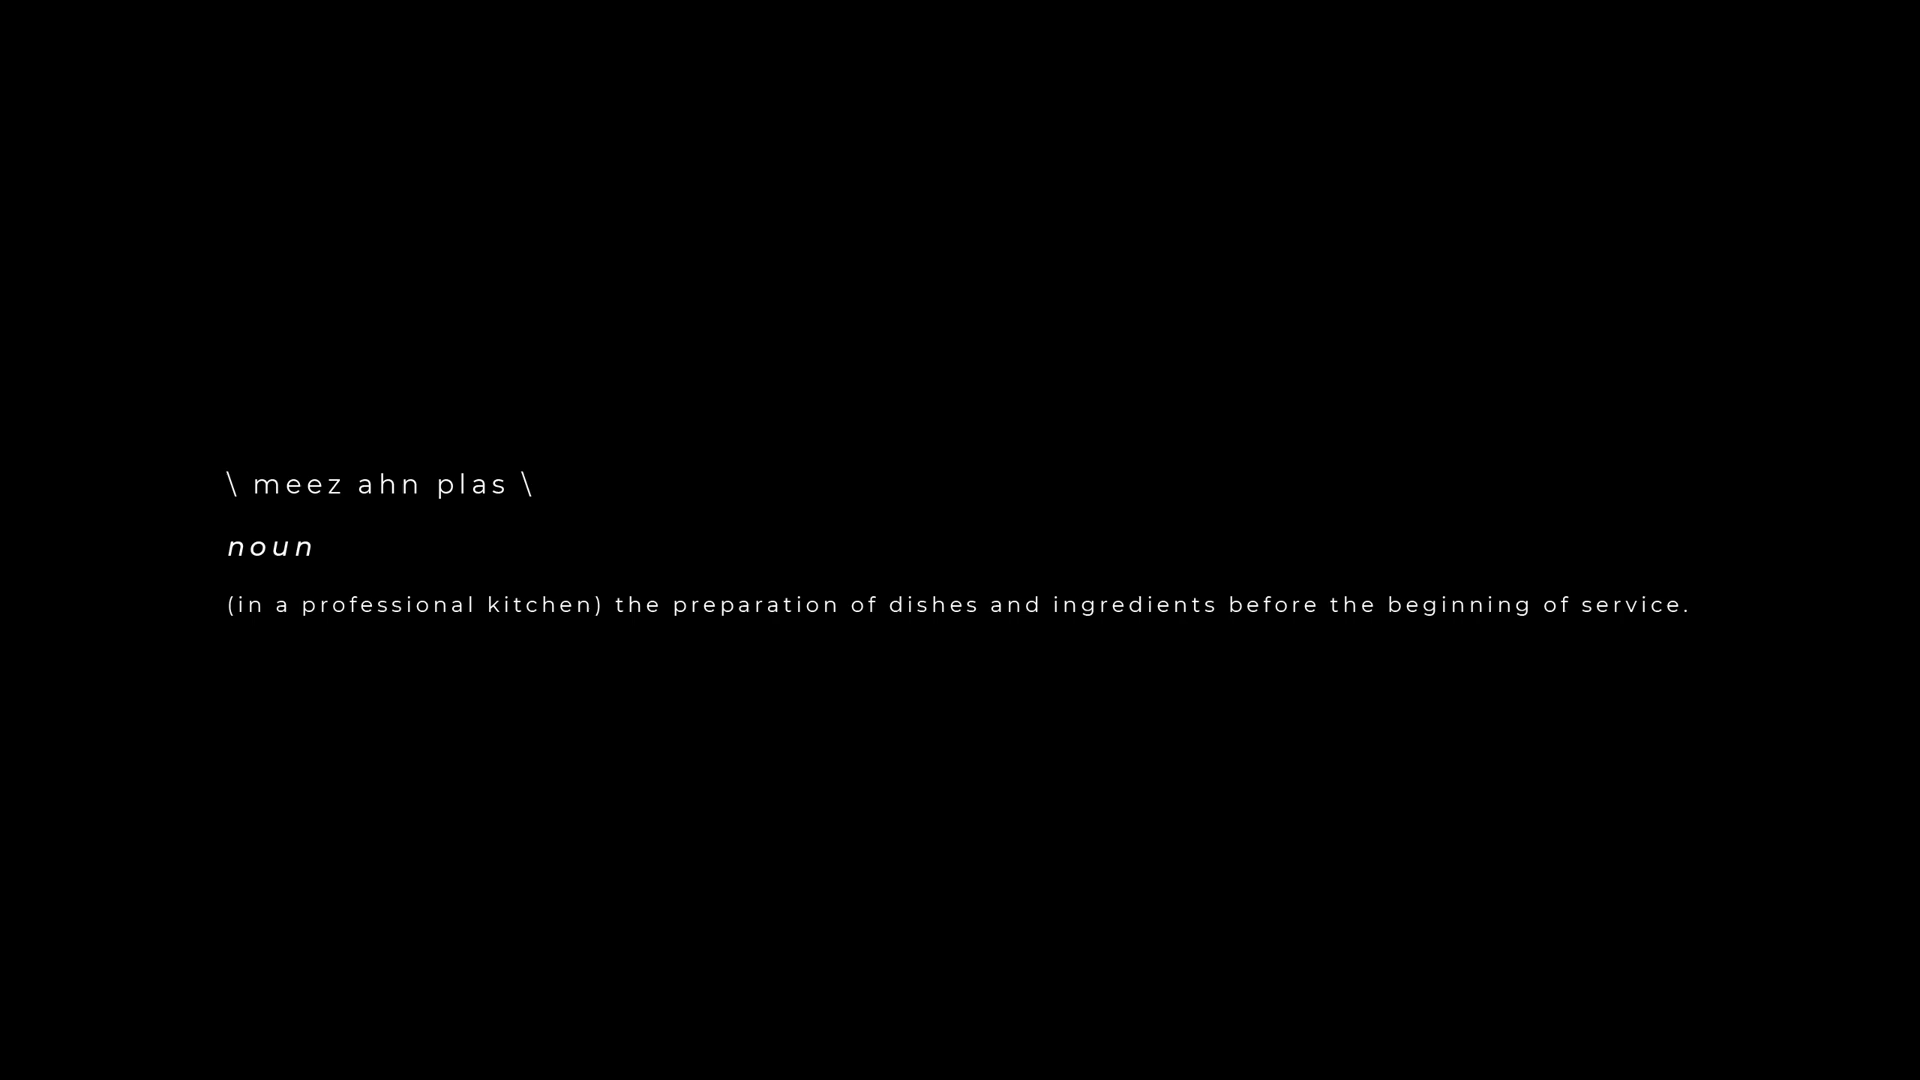 \ meez ahn plas \
noun
(in a professional kitchen) the preparation of dishes and ingredients before the beginning of service.